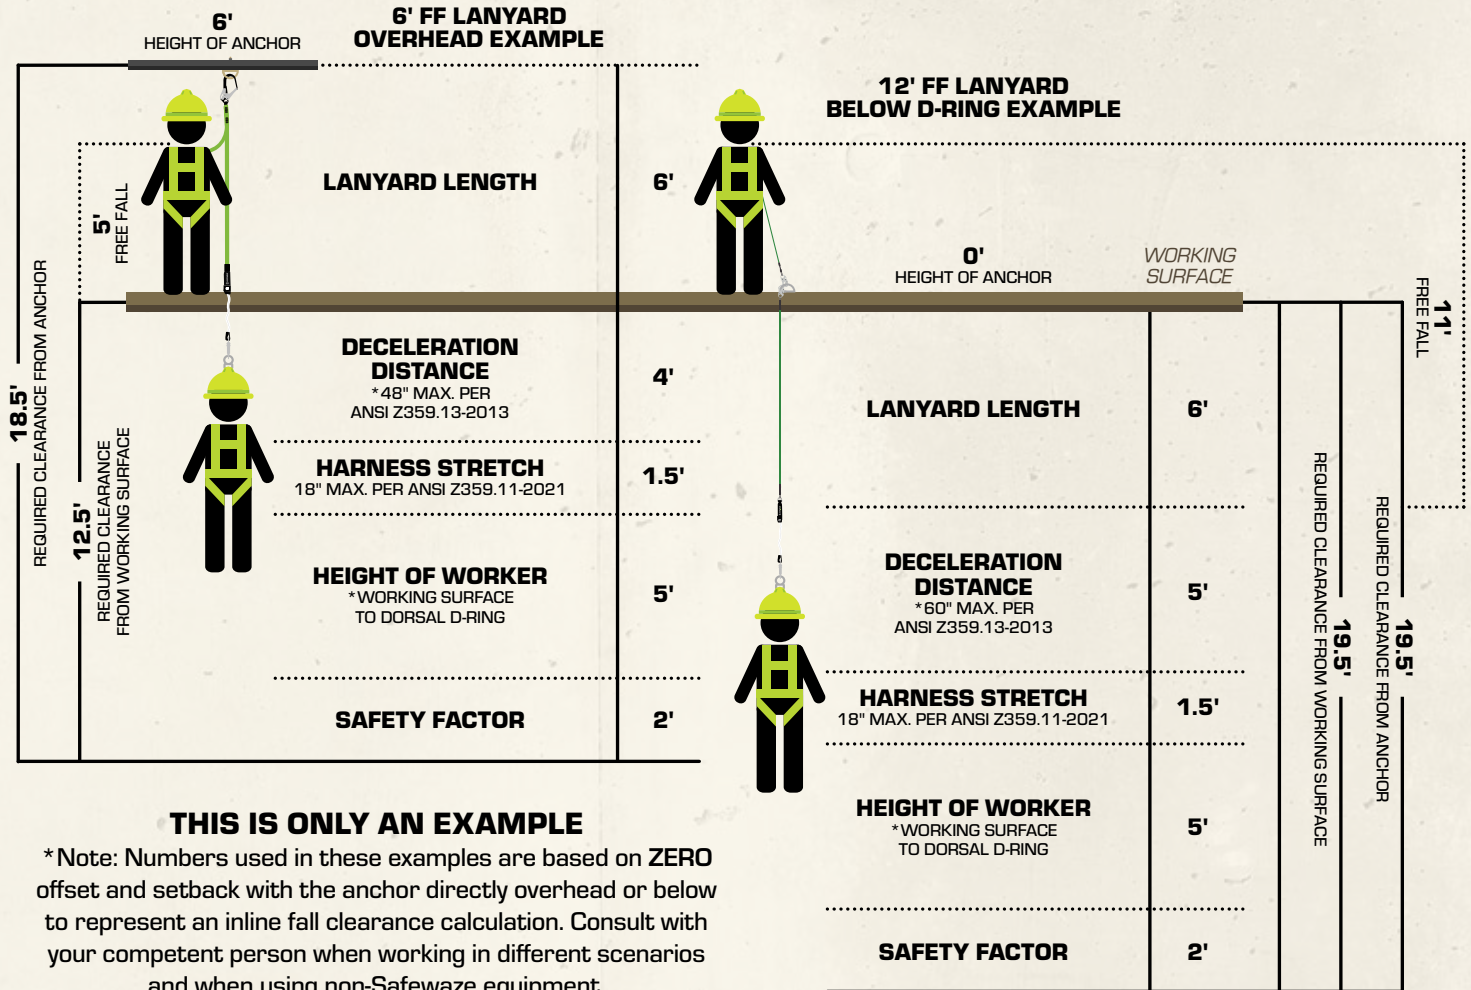 6'
HEIGHT OF ANCHOR
6' FF LANYARD
OVERHEAD EXAMPLE
LANYARD LENGTH
6'
5'
FREE FALL
18.5'
REQUIRED CLEARANCE FROM ANCHOR
12.5'
REQUIRED CLEARANCE
FROM WORKING SURFACE
DECELERATION
DISTANCE
*48" MAX. PER
ANSI Z359.13-2013
4'
HARNESS STRETCH
18" MAX. PER ANSI Z359.11-2021
1.5'
HEIGHT OF WORKER
*WORKING SURFACE
TO DORSAL D-RING
5'
SAFETY FACTOR
2'
12' FF LANYARD
BELOW D-RING EXAMPLE
0'
HEIGHT OF ANCHOR
WORKING
SURFACE
11'
FREE FALL
LANYARD LENGTH
6'
DECELERATION
DISTANCE
*60" MAX. PER
ANSI Z359.13-2013
5'
HARNESS STRETCH
18" MAX. PER ANSI Z359.11-2021
1.5'
HEIGHT OF WORKER
*WORKING SURFACE
TO DORSAL D-RING
5'
SAFETY FACTOR
2'
19.5'
REQUIRED CLEARANCE FROM WORKING SURFACE
19.5'
REQUIRED CLEARANCE FROM ANCHOR
THIS IS ONLY AN EXAMPLE
*Note: Numbers used in these examples are based on ZERO
offset and setback with the anchor directly overhead or below
to represent an inline fall clearance calculation. Consult with
your competent person when working in different scenarios
and when using non-Safewaze equipment.